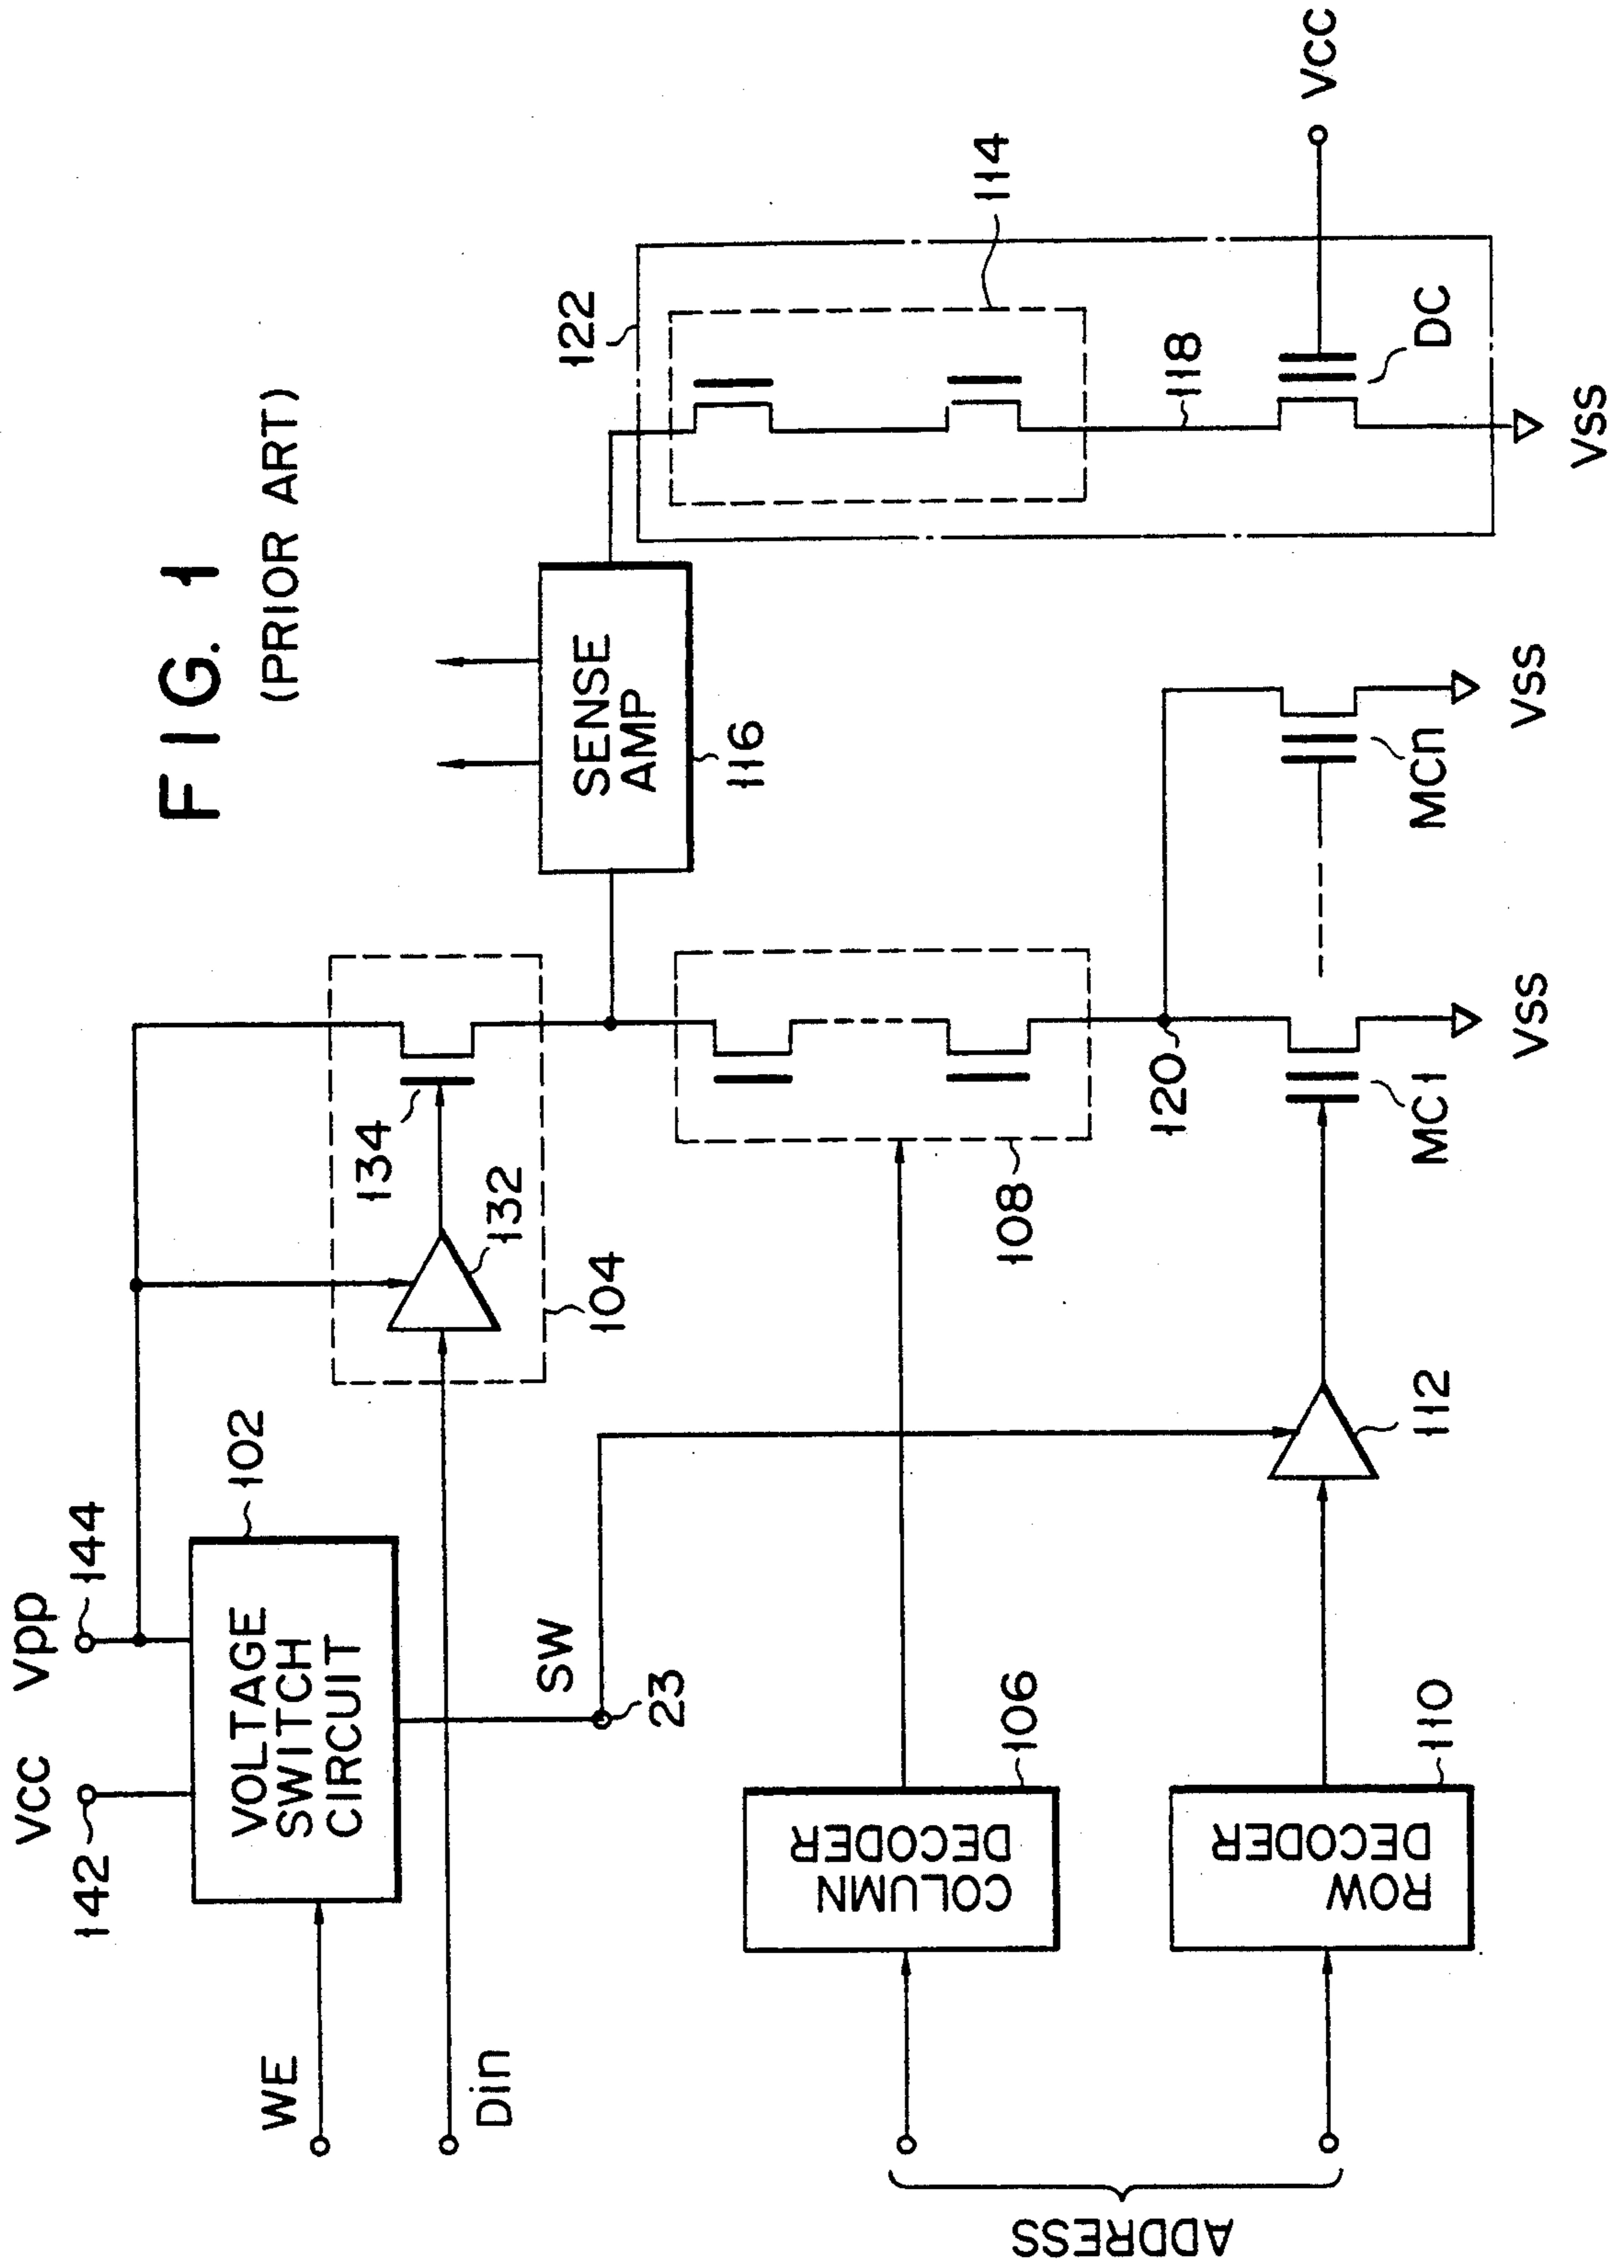 FIG. 1
(PRIOR ART)
VCC
Vpp
142
144
VOLTAGE
SWITCH
CIRCUIT
102
WE
Din
134
132
104
SW
23
SENSE
AMP
116
122
114
118
DC
VCC
VSS
COLUMN
DECODER
106
108
120
ROW
DECODER
110
112
MC1
VSS
MCn
VSS
ADDRESS